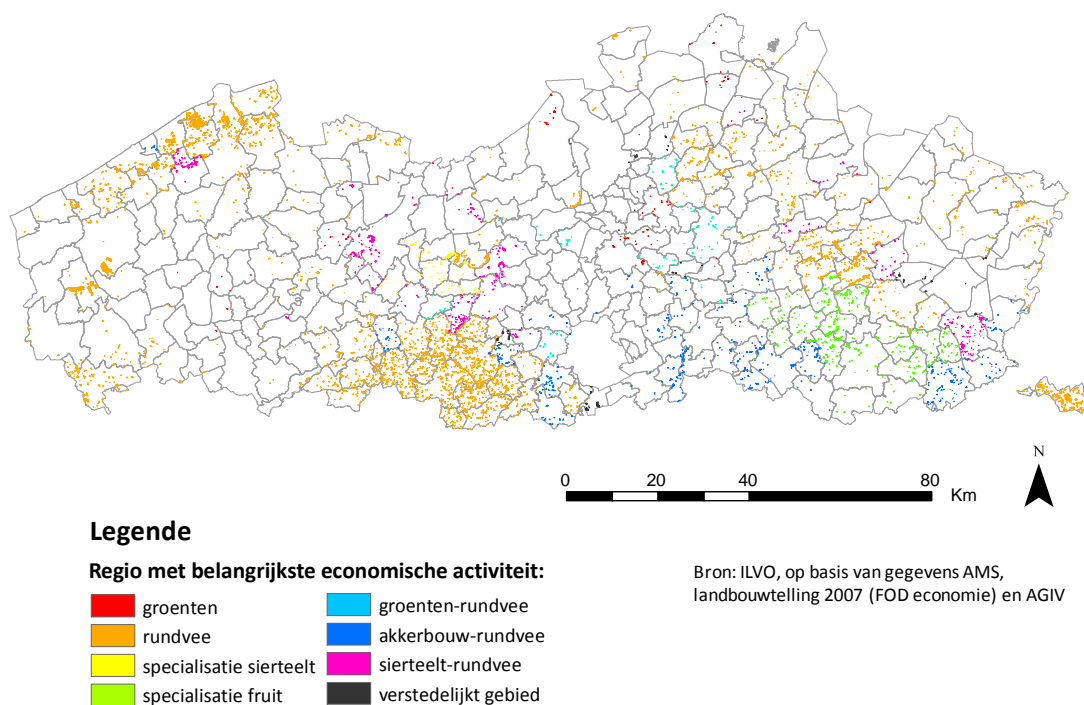 N
0 20 40 80 Km
Legende
Regio met belangrijkste economische activiteit:
groenten
rundvee
specialisatie sierteelt
specialisatie fruit
groenten-rundvee
akkerbouw-rundvee
sierteelt-rundvee
verstedelijkt gebied
Bron: ILVO, op basis van gegevens AMS,
landbouwtelling 2007 (FOD economie) en AGIV